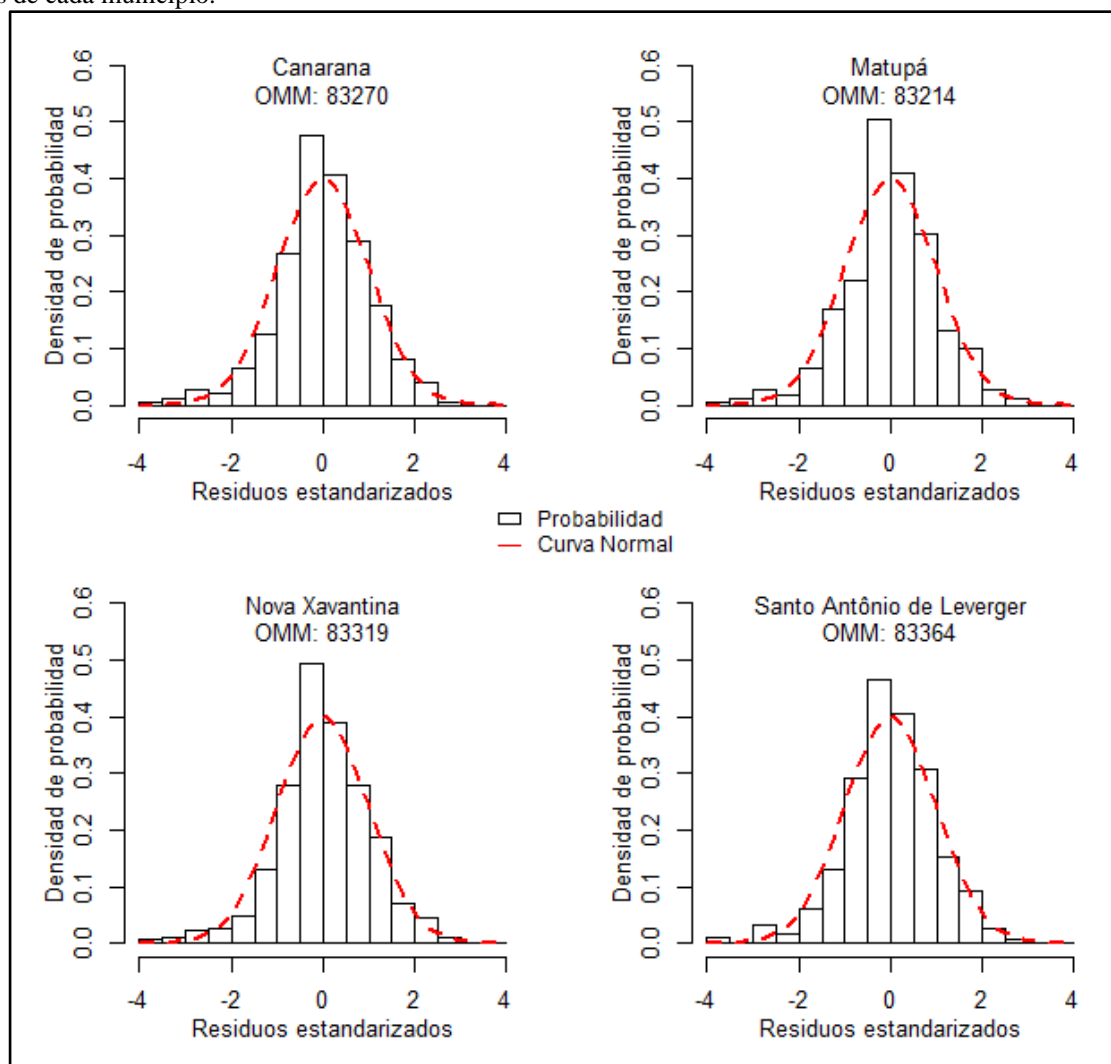 s de cada municipio.
Canarana
OMM: 83270
Densidad de probabilidad
0.0 0.1 0.2 0.3 0.4 0.5 0.6
-4 -2 0 2 4
Residuos estandarizados
Matupá
OMM: 83214
Densidad de probabilidad
0.0 0.1 0.2 0.3 0.4 0.5 0.6
-4 -2 0 2 4
Residuos estandarizados
Probabilidad
Curva Normal
Nova Xavantina
OMM: 83319
Densidad de probabilidad
0.0 0.1 0.2 0.3 0.4 0.5 0.6
-4 -2 0 2 4
Residuos estandarizados
Santo Antônio de Leverger
OMM: 83364
Densidad de probabilidad
0.0 0.1 0.2 0.3 0.4 0.5 0.6
-4 -2 0 2 4
Residuos estandarizados